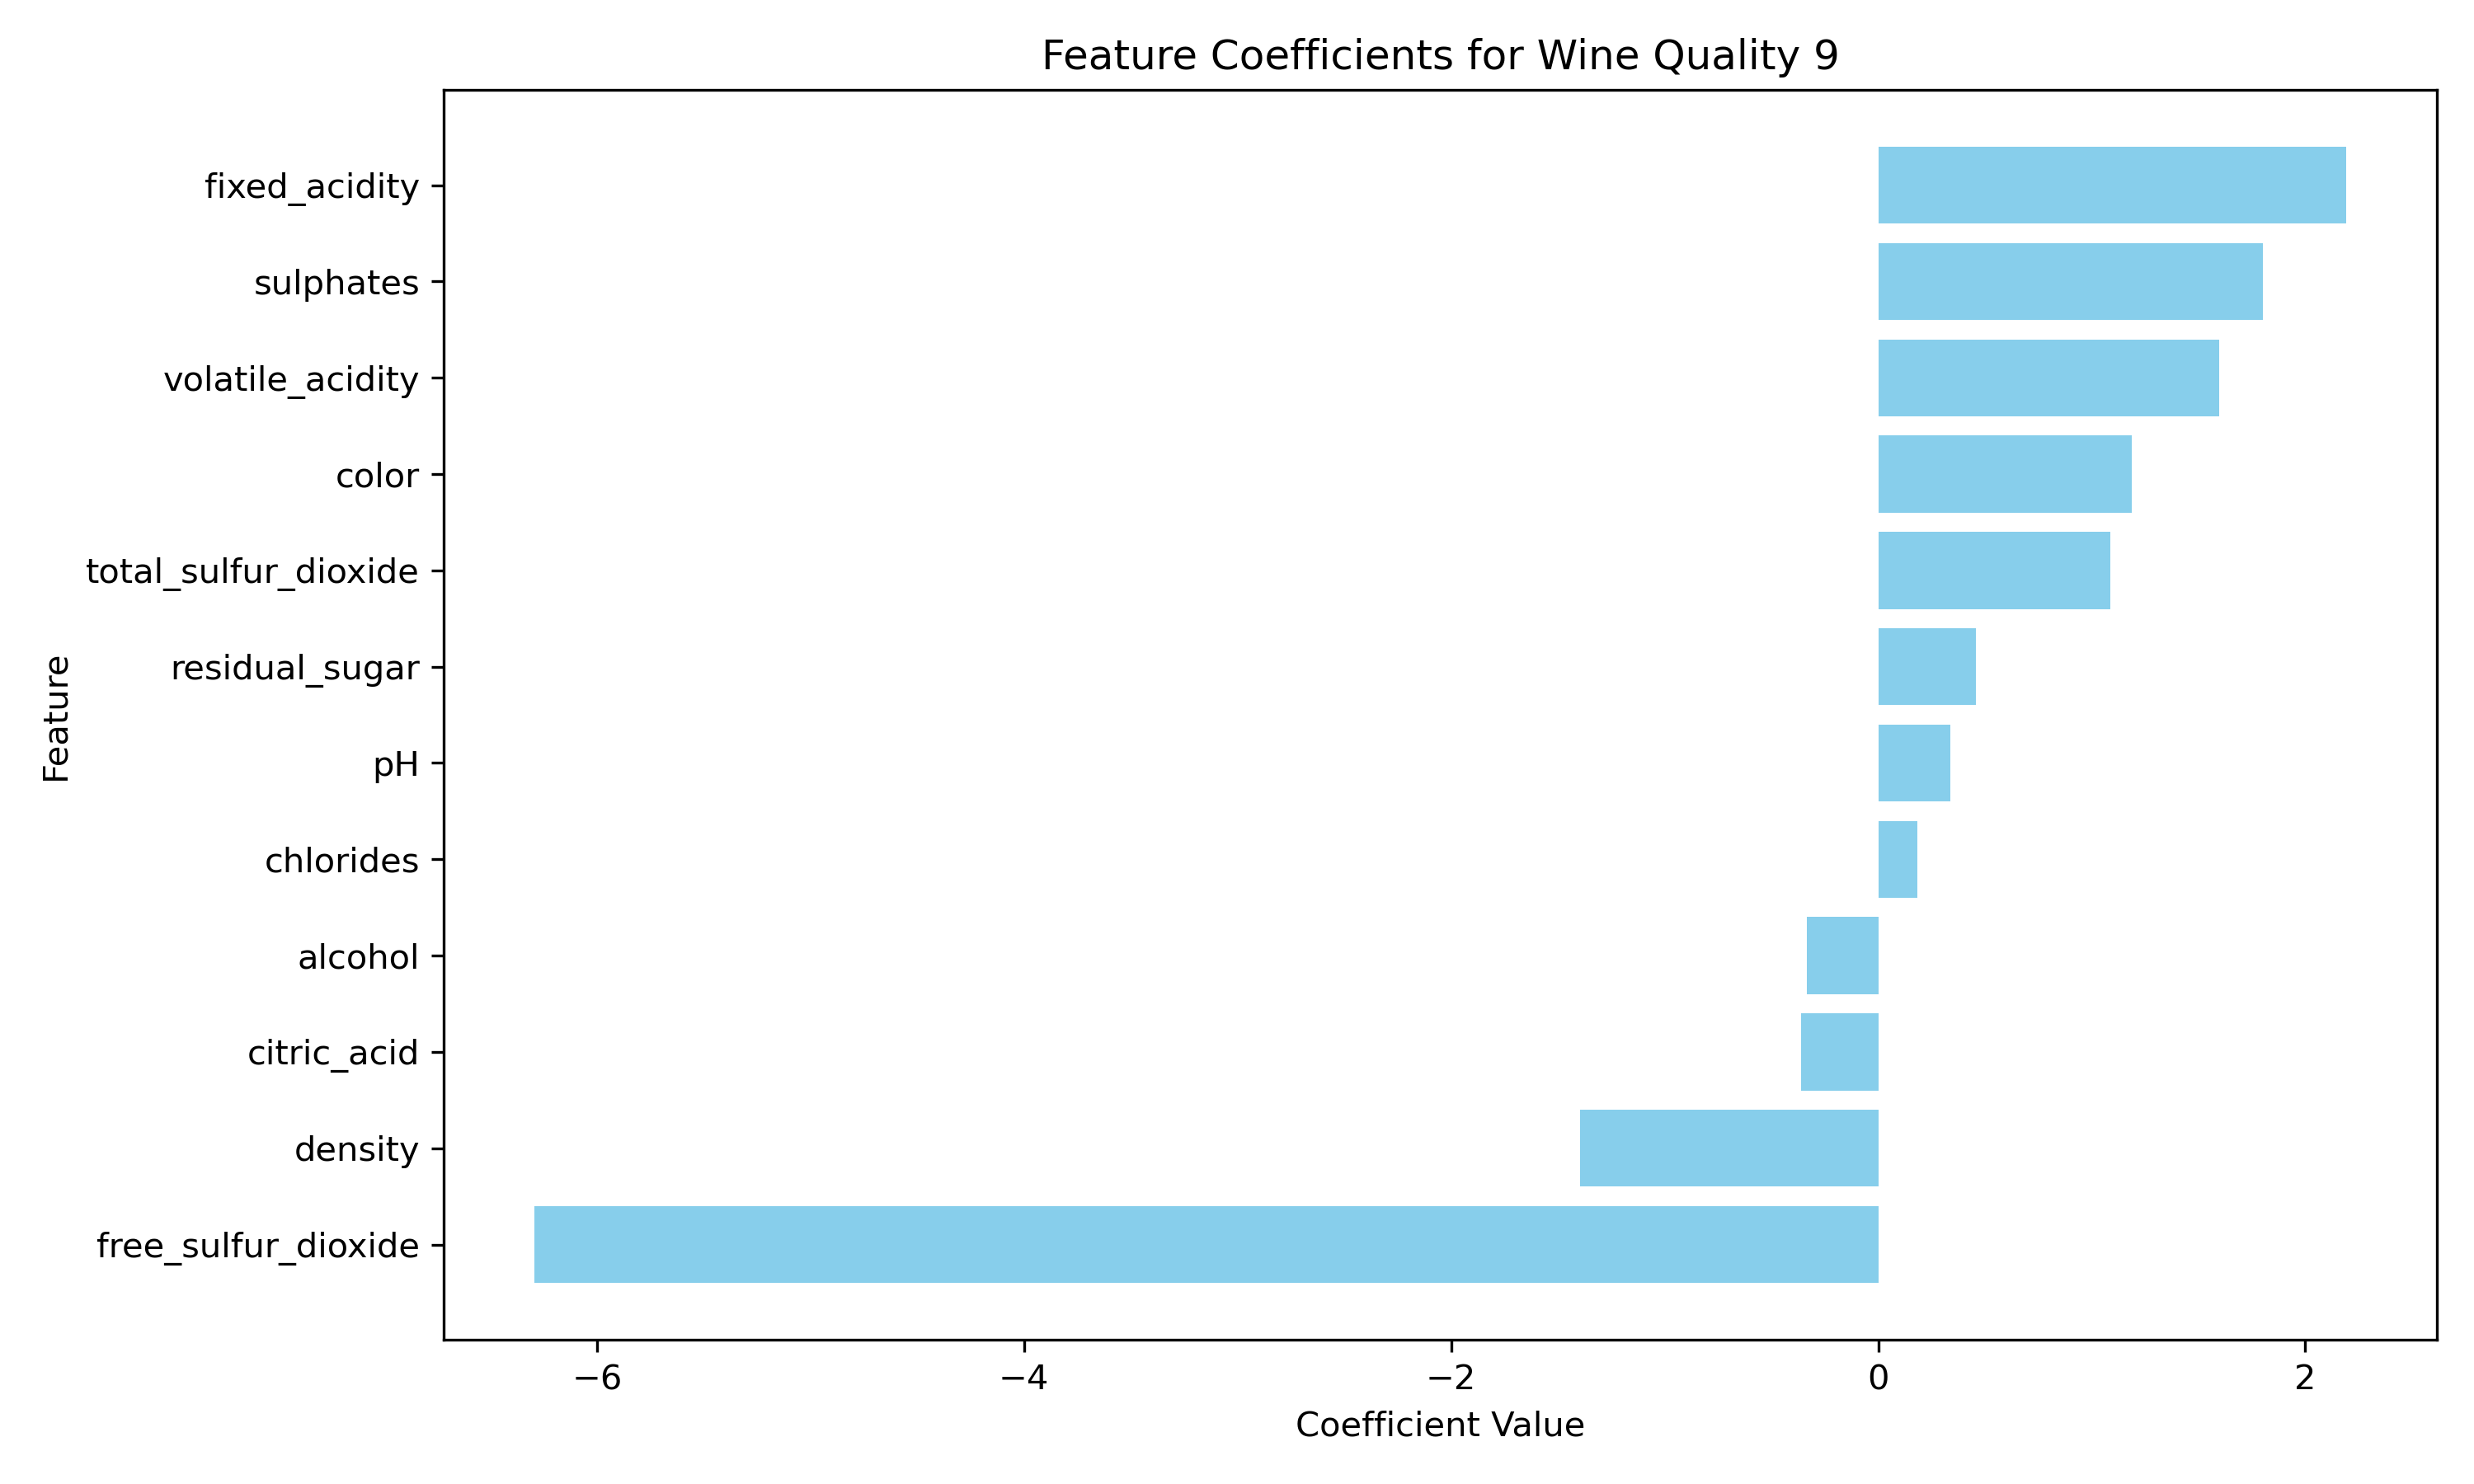 Feature Coefficients for Wine Quality 9
fixed_acidity
sulphates
volatile_acidity
color
total_sulfur_dioxide
residual_sugar
pH
chlorides
alcohol
citric_acid
density
free_sulfur_dioxide
Feature
−6 −4 −2 0 2
Coefficient Value